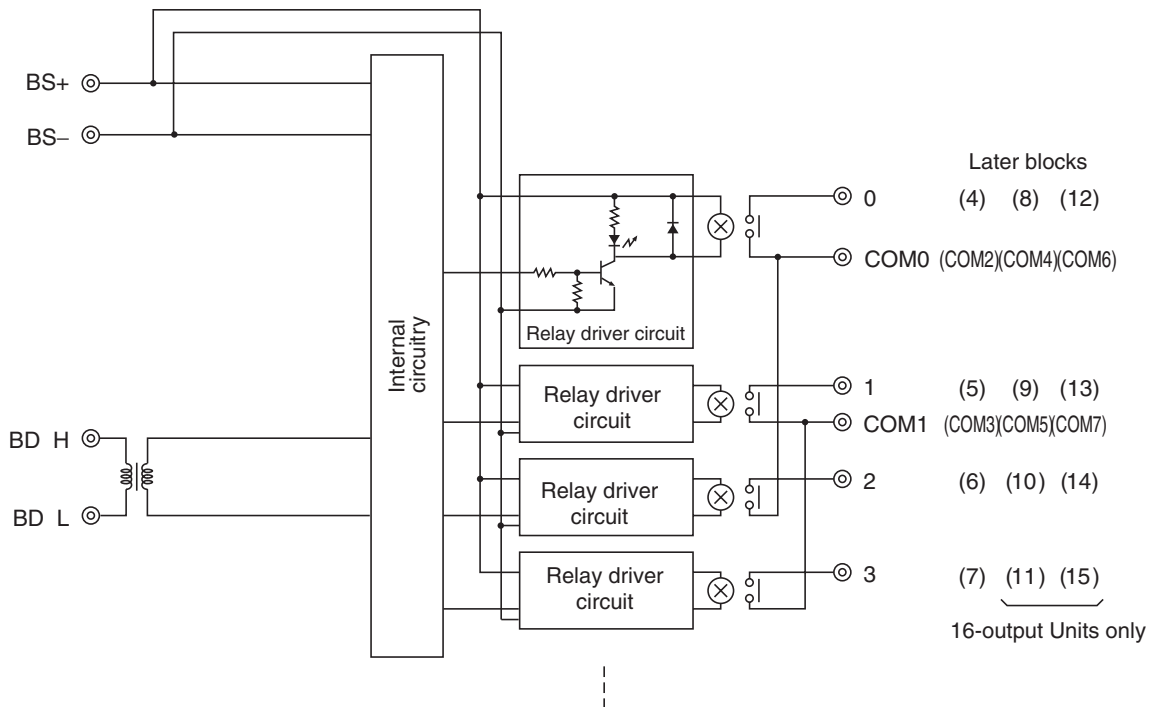 BS+
BS−
Later blocks
0 (4) (8) (12)
COM0 (COM2)(COM4)(COM6)
Relay driver circuit
Internal
circuitry
Relay driver
circuit
1 (5) (9) (13)
COM1 (COM3)(COM5)(COM7)
BD H
Relay driver
circuit
2 (6) (10) (14)
BD L
Relay driver
circuit
3 (7) (11) (15)
16-output Units only